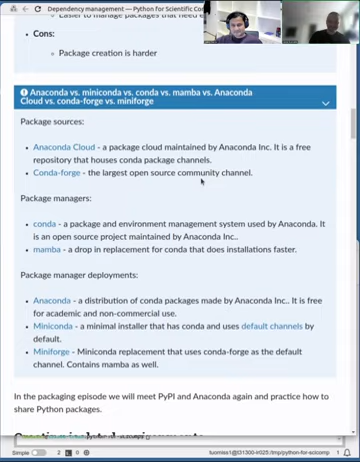 Dependency management — Python for Scientific Co
Easier to manage packages that need
• Cons:
◦ Package creation is harder
Anaconda vs. miniconda vs. conda vs. mamba vs. Anaconda
Cloud vs. conda-forge vs. miniforge
Package sources:
• Anaconda Cloud - a package cloud maintained by Anaconda Inc. It is a free
repository that houses conda package channels.
• Conda-forge - the largest open source community channel.
Package managers:
• conda - a package and environment management system used by Anaconda. It
is an open source project maintained by Anaconda Inc..
• mamba - a drop in replacement for conda that does installations faster.
Package manager deployments:
• Anaconda - a distribution of conda packages made by Anaconda Inc.. It is free
for academic and non-commercial use.
• Miniconda - a minimal installer that has conda and uses default channels by
default.
• Miniforge - Miniconda replacement that uses conda-forge as the default
channel. Contains mamba as well.
In the packaging episode we will meet PyPI and Anaconda again and practice how to
share Python packages.
Simple
2
0
1